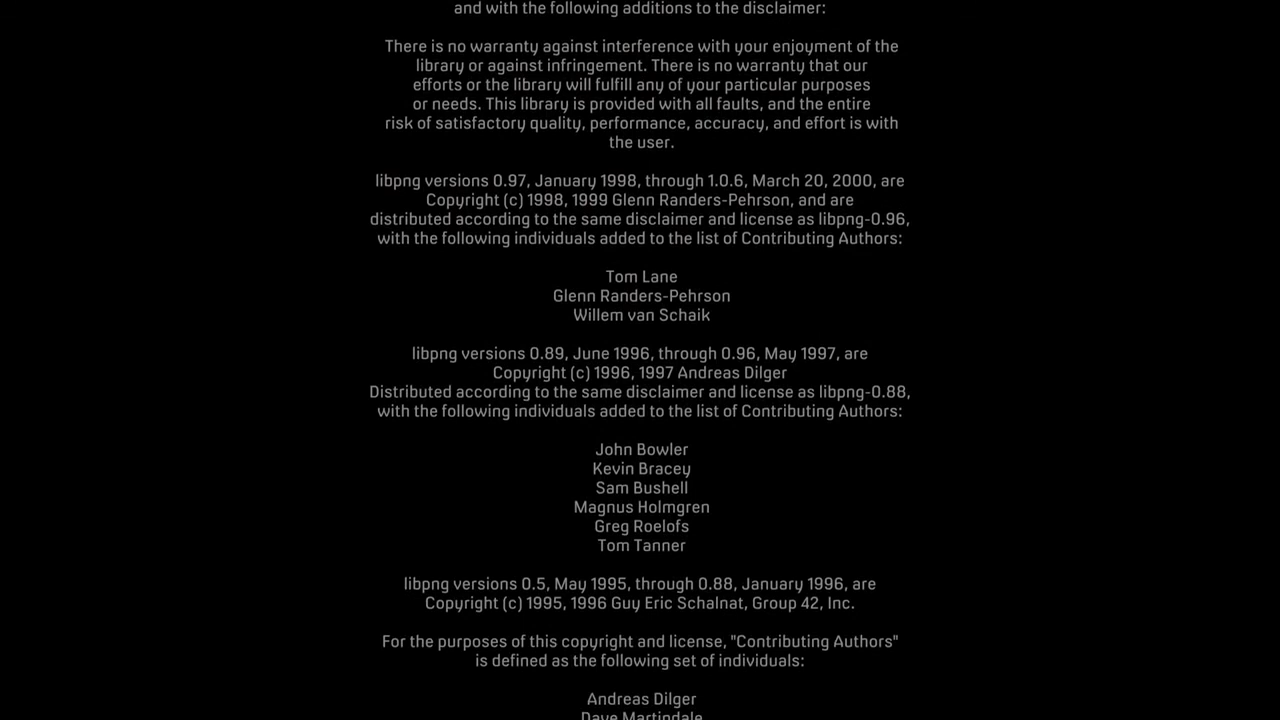 and with the following additions to the disclaimer:
There is no warranty against interference with your enjoyment of the
library or against infringement. There is no warranty that our
efforts or the library will fulfill any of your particular purposes
or needs. This library is provided with all faults, and the entire
risk of satisfactory quality, performance, accuracy, and effort is with
the user.
libpng versions 0.97, January 1998, through 1.0.6, March 20, 2000, are
Copyright (c) 1998, 1999 Glenn Randers-Pehrson, and are
distributed according to the same disclaimer and license as libpng-0.96,
with the following individuals added to the list of Contributing Authors:
Tom Lane
Glenn Randers-Pehrson
Willem van Schaik
libpng versions 0.89, June 1996, through 0.96, May 1997, are
Copyright (c) 1996, 1997 Andreas Dilger
Distributed according to the same disclaimer and license as libpng-0.88,
with the following individuals added to the list of Contributing Authors:
John Bowler
Kevin Bracey
Sam Bushell
Magnus Holmgren
Greg Roelofs
Tom Tanner
libpng versions 0.5, May 1995, through 0.88, January 1996, are
Copyright (c) 1995, 1996 Guy Eric Schalnat, Group 42, Inc.
For the purposes of this copyright and license, "Contributing Authors"
is defined as the following set of individuals:
Andreas Dilger
Dave Martindale